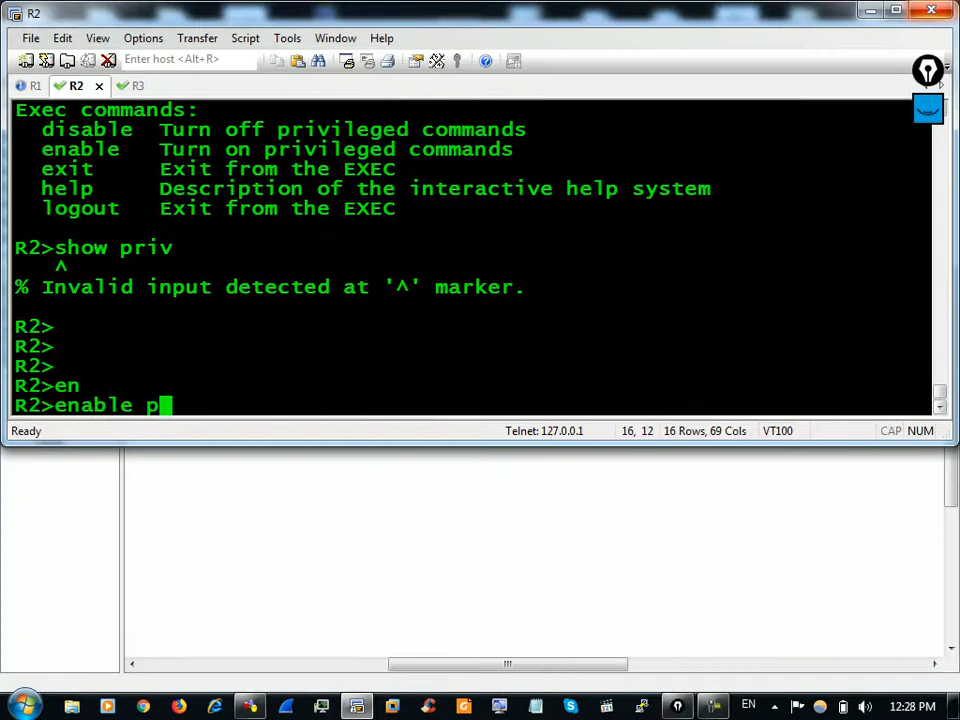 R2
File Edit View Options Transfer Script Tools Window Help
Enter host <Alt+R>
R1 R2 R3
Exec commands:
disable Turn off privileged commands
enable Turn on privileged commands
exit Exit from the EXEC
help Description of the interactive help system
logout Exit from the EXEC
R2>show priv
^
% Invalid input detected at '^' marker.
R2>
R2>
R2>
R2>en
R2>enable p
Ready Telnet: 127.0.0.1 16, 12 16 Rows, 69 Cols VT100 CAP NUM
EN 12:28 PM